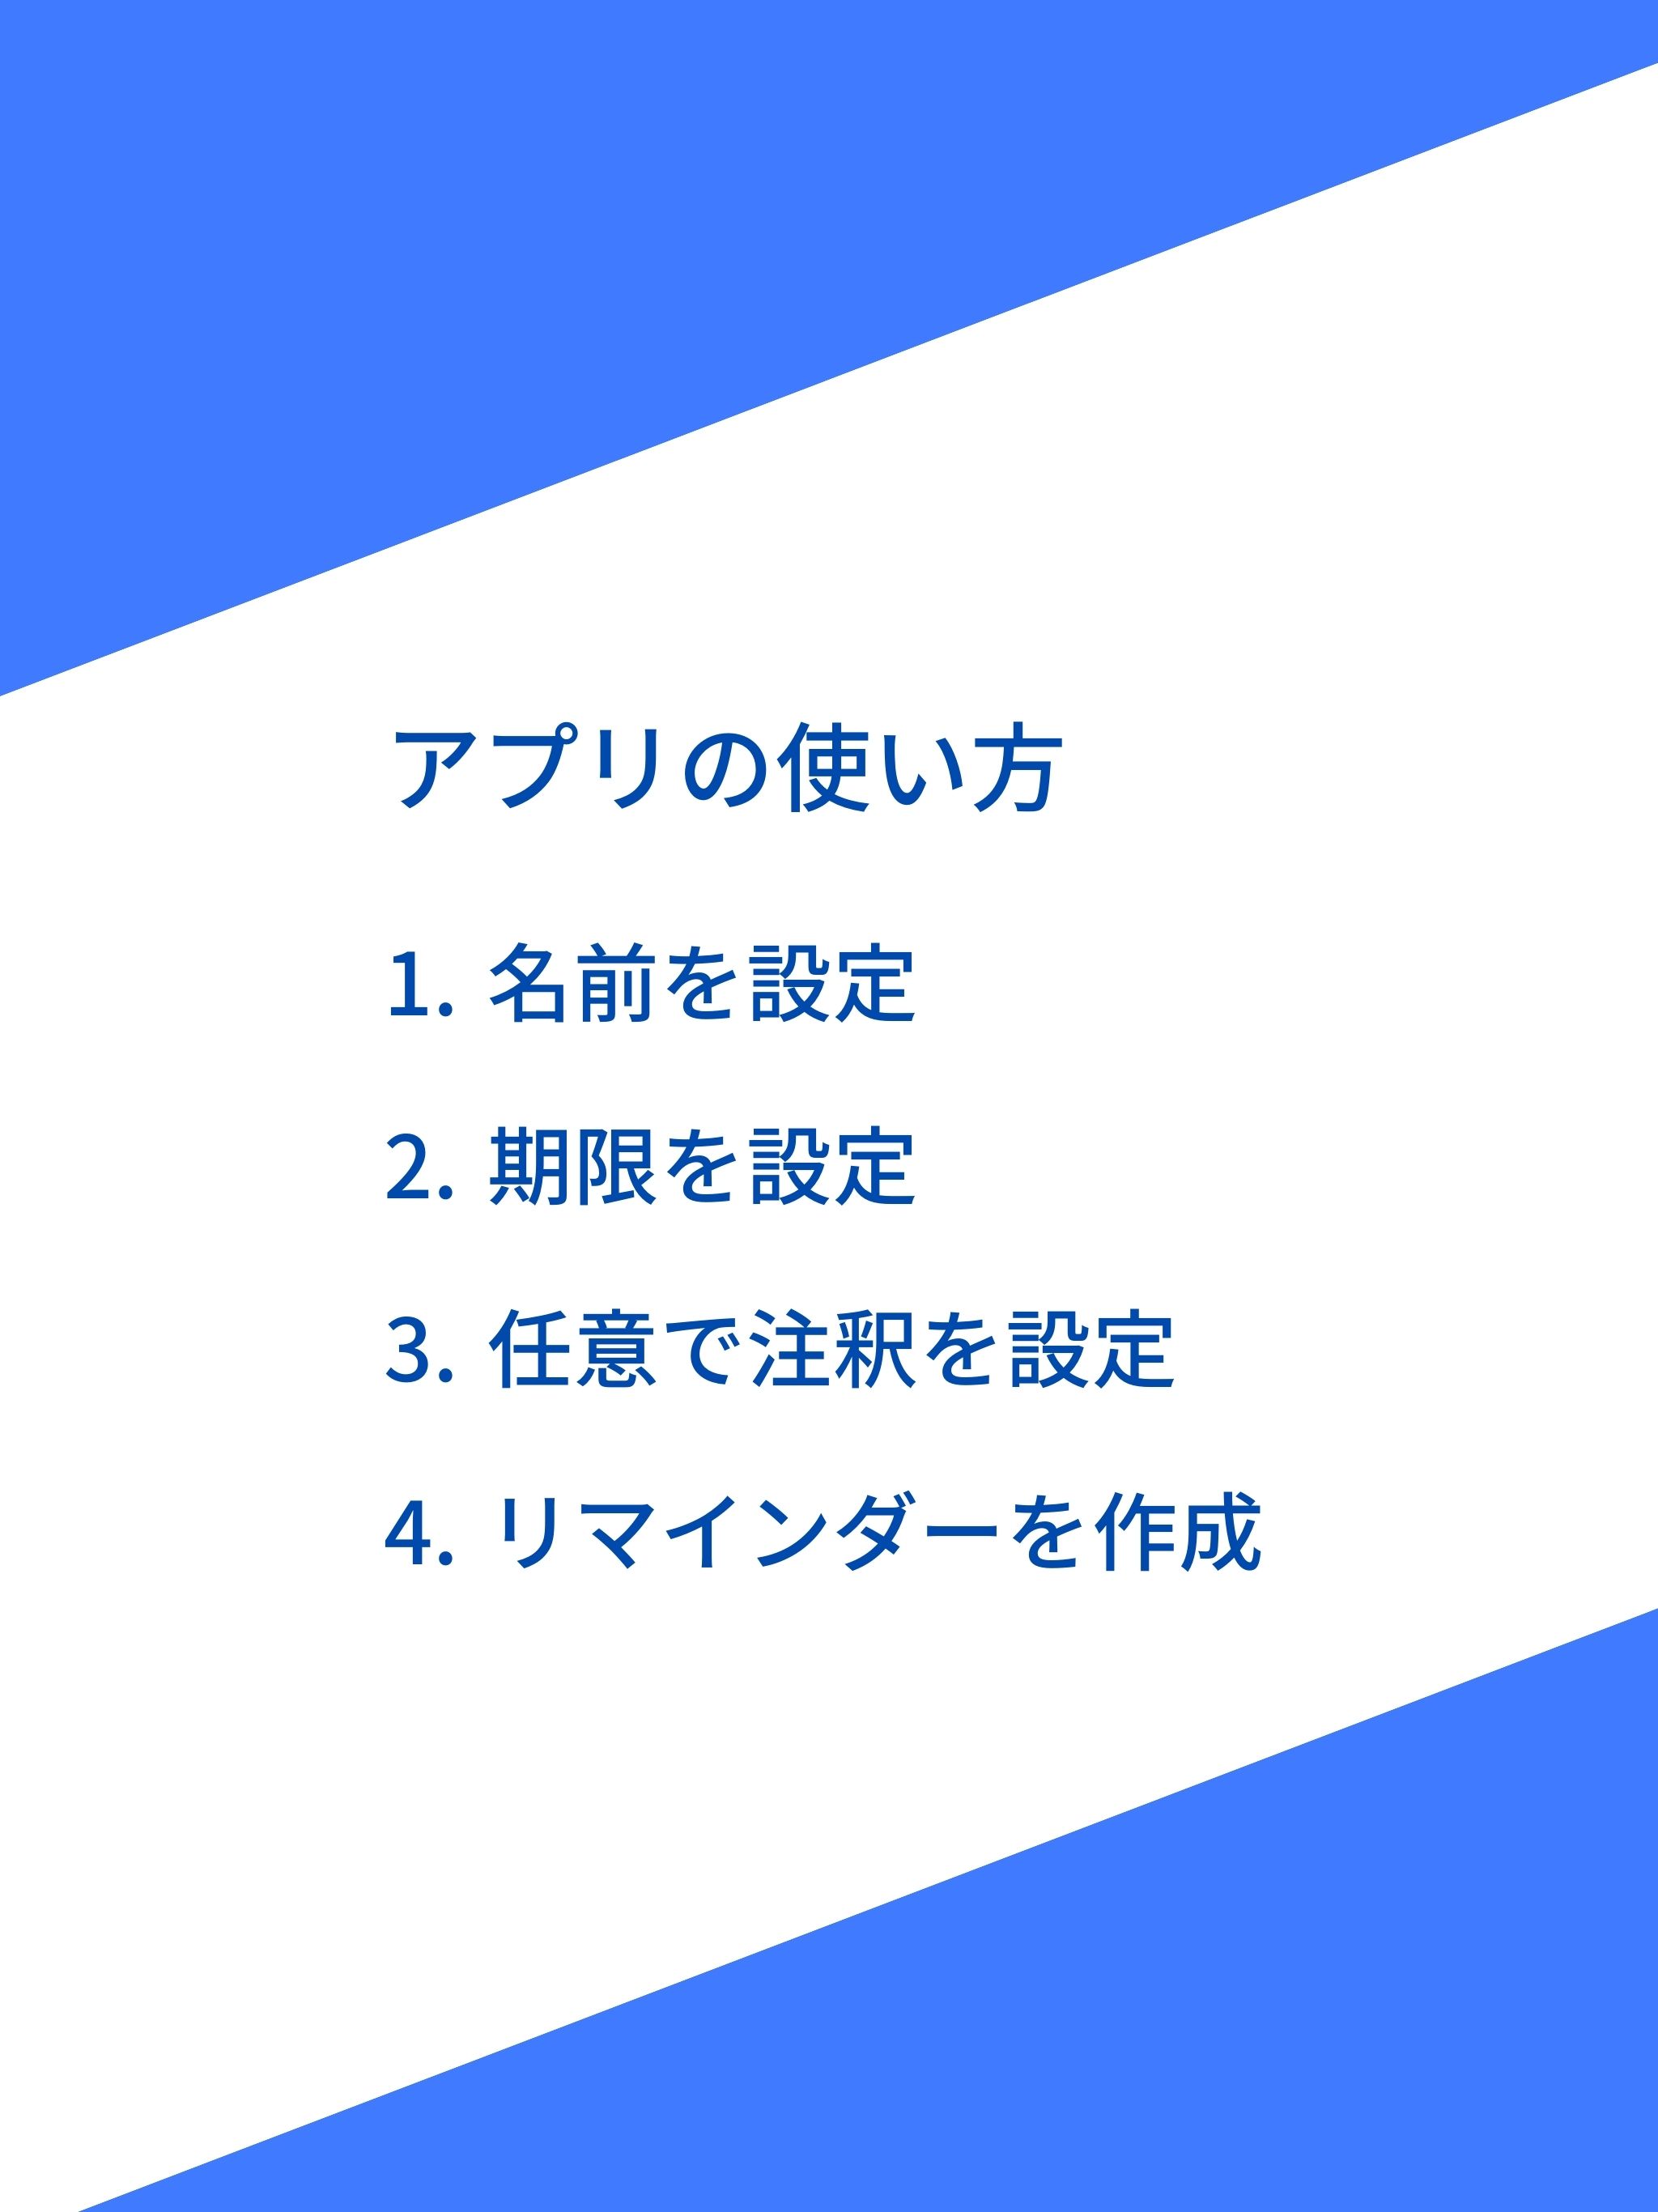 アプリの使い方
1. 名前を設定
2. 期限を設定
3. 任意で注釈を設定
4. リマインダーを作成